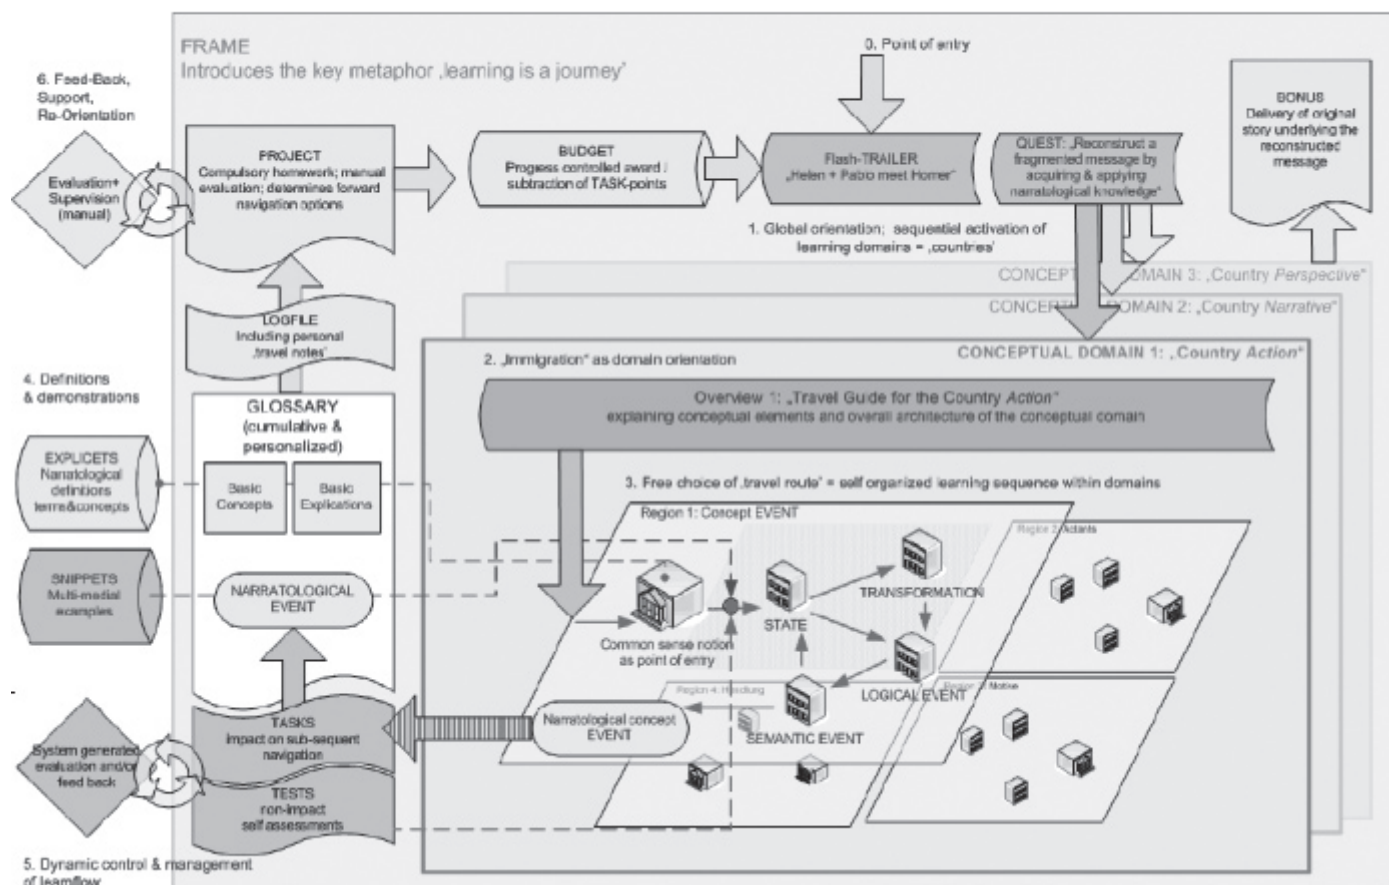 FRAME
Introduces the key metaphor „learning is a journey'
0. Point of entry
6. Feed-Back,
Support,
Re-Orientation
Evaluation+
Supervision
(manual)
PROJECT
Compulsory homework; manual
evaluation; determines forward
navigation options
BUDGET
Progress controlled award /
subtraction of TASK-points
Flash-TRAILER
„Helen + Pablo meet Homer"
QUEST: „Reconstruct a
fragmented message by
acquiring & applying
narratological knowledge"
BONUS
Delivery of original
story underlying the
reconstructed
message
1. Global orientation; sequential activation of
learning domains = ‚countries'
CONCEPT DOMAIN 3: „Country Perspective"
CONCEPTUAL DOMAIN 2: „Country Narrative"
CONCEPTUAL DOMAIN 1: „Country Action"
LOGFILE
Including personal
‚travel notes'
2. „Immigration" as domain orientation
Overview 1: „Travel Guide for the Country Action"
explaining conceptual elements and overall architecture of the conceptual domain
4. Definitions
& demonstrations
GLOSSARY
(cumulative &
personalized)
Basic
Concepts
Basic
Explications
EXPLICETS
Narratological
definitions
terms&concepts
SNIPPETS
Multi-medial
examples
NARRATOLOGICAL
EVENT
3. Free choice of ‚travel route' = self organized learning sequence within domains
Region 1: Concept EVENT
Region 2: Actants
TRANSFORMATION
STATE
Common sense notion
as point of entry
LOGICAL EVENT
Region 4: Handlung
Region 3: Motive
Narratological concept
EVENT
SEMANTIC EVENT
TASKS
impact on sub-sequent
navigation
System generated
evaluation and/or
feed back
TESTS
non-impact
self assessments
5. Dynamic control & management
of learnflow